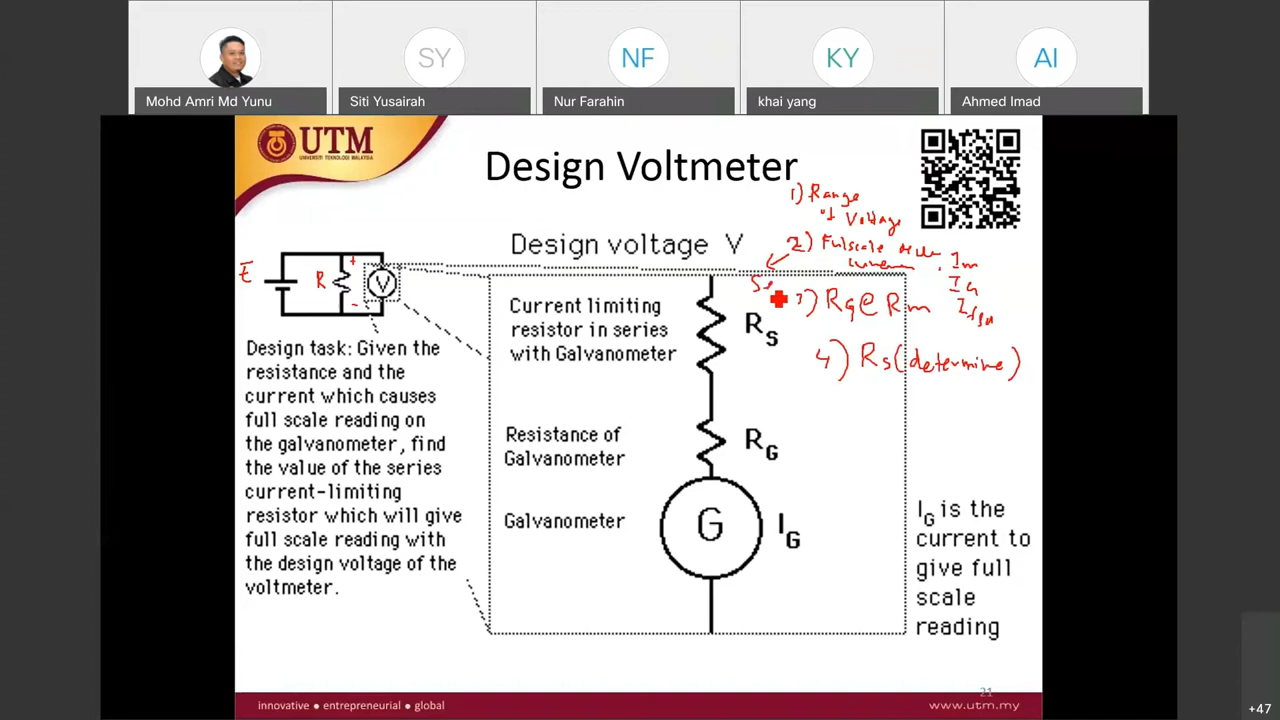 SY
NF
KY
AI
Mohd Amri Md Yunu
Siti Yusairah
Nur Farahin
khai yang
Ahmed Imad
UTM
UNIVERSITI TEKNOLOGI MALAYSIA
Design Voltmeter
1) Range
of Voltage
2) Fulscale
Im
IG
Ifsd
Se
3) RG @ Rm
4) Rs (determine)
Design voltage V
E
R
+
-
V
Current limiting
resistor in series
with Galvanometer
RS
Resistance of
Galvanometer
RG
Galvanometer
G
IG
Design task: Given the
resistance and the
current which causes
full scale reading on
the galvanometer, find
the value of the series
current-limiting
resistor which will give
full scale reading with
the design voltage of the
voltmeter.
IG is the
current to
give full
scale
reading
21
innovative ● entrepreneurial ● global
www.utm.my
+47